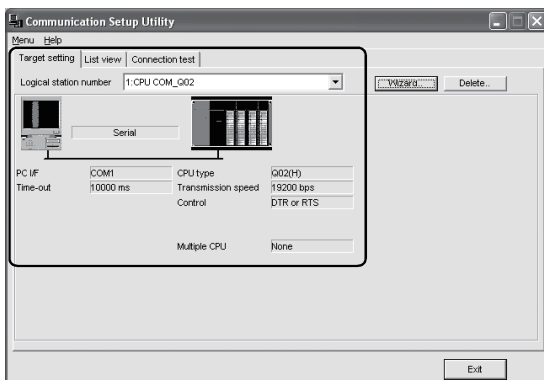 Communication Setup Utility
Menu Help
Target setting List view Connection test
Logical station number 1:CPU COM_Q02 Wizard... Delete..
Serial
PC I/F COM1 CPU type Q02(H)
Time-out 10000 ms Transmission speed 19200 bps
Control DTR or RTS
Multiple CPU None
Exit